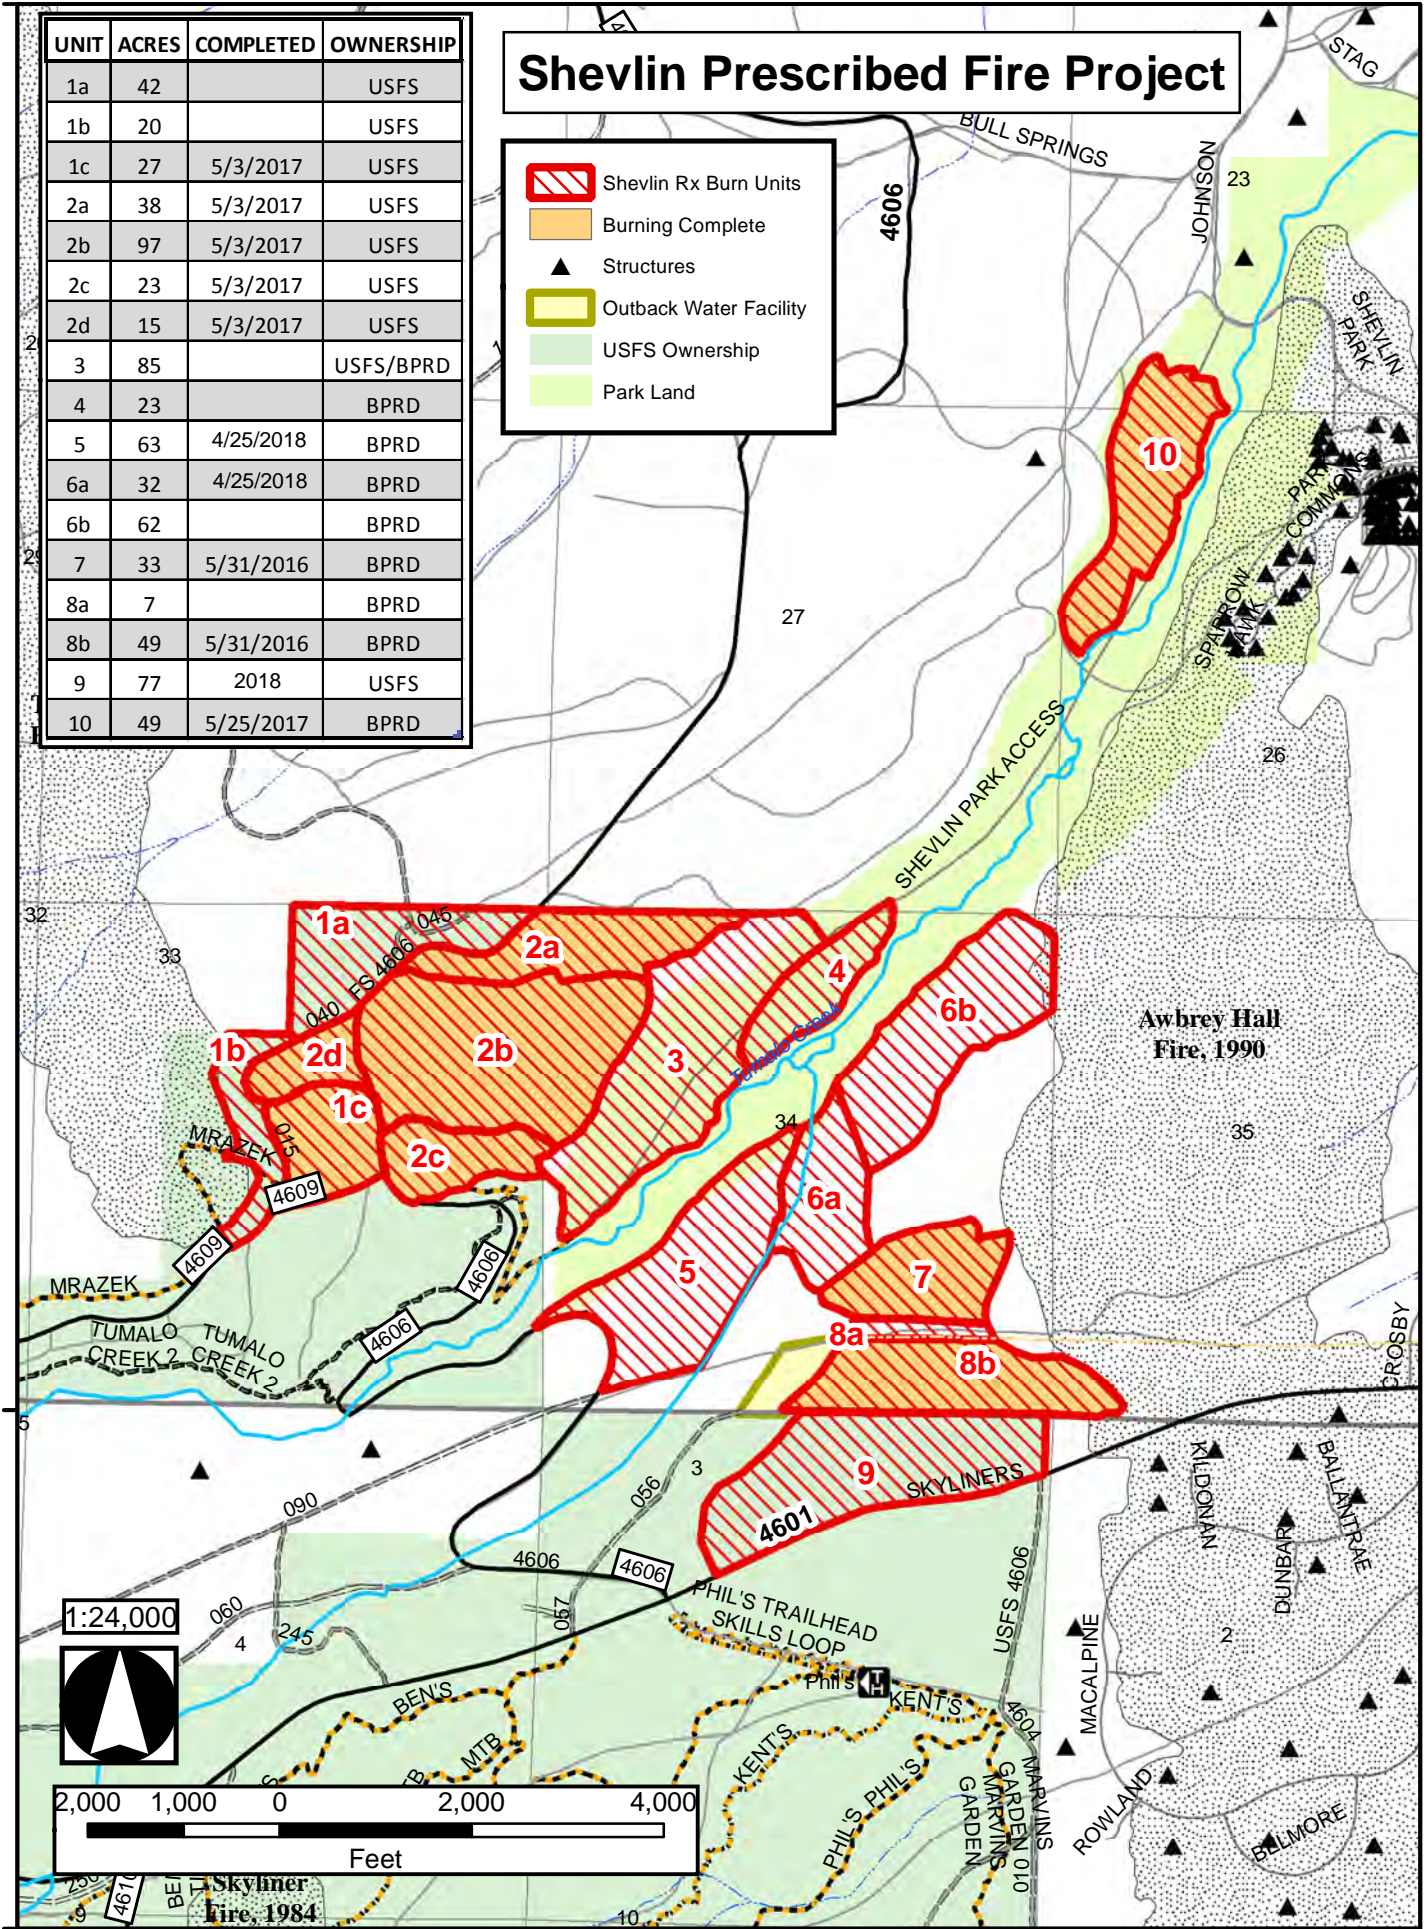 Shevlin Prescribed Fire Project
UNIT ACRES COMPLETED OWNERSHIP
1a 42 USFS
1b 20 USFS
1c 27 5/3/2017 USFS
2a 38 5/3/2017 USFS
2b 97 5/3/2017 USFS
2c 23 5/3/2017 USFS
2d 15 5/3/2017 USFS
3 85 USFS/BPRD
4 23 BPRD
5 63 4/25/2018 BPRD
6a 32 4/25/2018 BPRD
6b 62 BPRD
7 33 5/31/2016 BPRD
8a 7 BPRD
8b 49 5/31/2016 BPRD
9 77 2018 USFS
10 49 5/25/2017 BPRD
Shevlin Rx Burn Units
Burning Complete
Structures
Outback Water Facility
USFS Ownership
Park Land
STAG
BULL SPRINGS
JOHNSON
23
4606
SHEVLIN
PARK
10
PARK
COMMONS
SPARROW
27
SHEVLIN PARK ACCESS
26
32
33
1a
045
FS 4606
040
2a
4
6b
Awbrey Hall
Fire, 1990
1b
2d
2b
3
Tumalo Creek
1c
015
34
35
MRAZEK
2c
4609
6a
4609
4606
5
7
MRAZEK
4606
TUMALO
CREEK 2
TUMALO
CREEK 2
8a
8b
CROSBY
5
3
9
SKYLINERS
4601
056
090
KILDONAN
BALLANTRAE
DUNBAR
4606
4606
USFS 4606
057
060
245
4
PHIL'S TRAILHEAD
SKILLS LOOP
Phil's
TH
KENT'S
KENT'S
MACALPINE
2
4604
BEN'S
MTB
PHIL'S
PHIL'S
MARVINS
GARDEN
MARVINS
GARDEN 010
ROWLAND
BELMORE
1:24,000
2,000 1,000 0 2,000 4,000
Feet
Skyliner
Fire, 1984
9
10